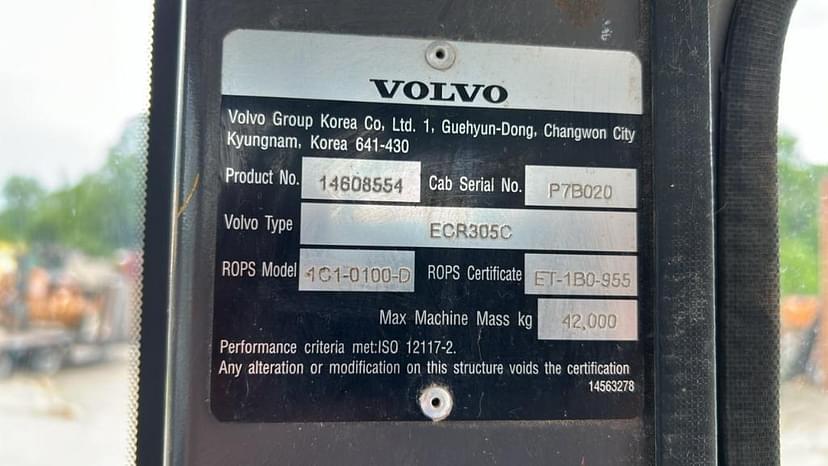 VOLVO
Volvo Group Korea Co, Ltd. 1, Guehyun-Dong, Changwon City
Kyungnam, Korea 641-430
Product No. 14608554 Cab Serial No. P7B020
Volvo Type ECR305C
ROPS Model 4C1-0100-D ROPS Certificate ET-1B0-955
Max Machine Mass kg 42,000
Performance criteria met:ISO 12117-2.
Any alteration or modification on this structure voids the certification
14563278